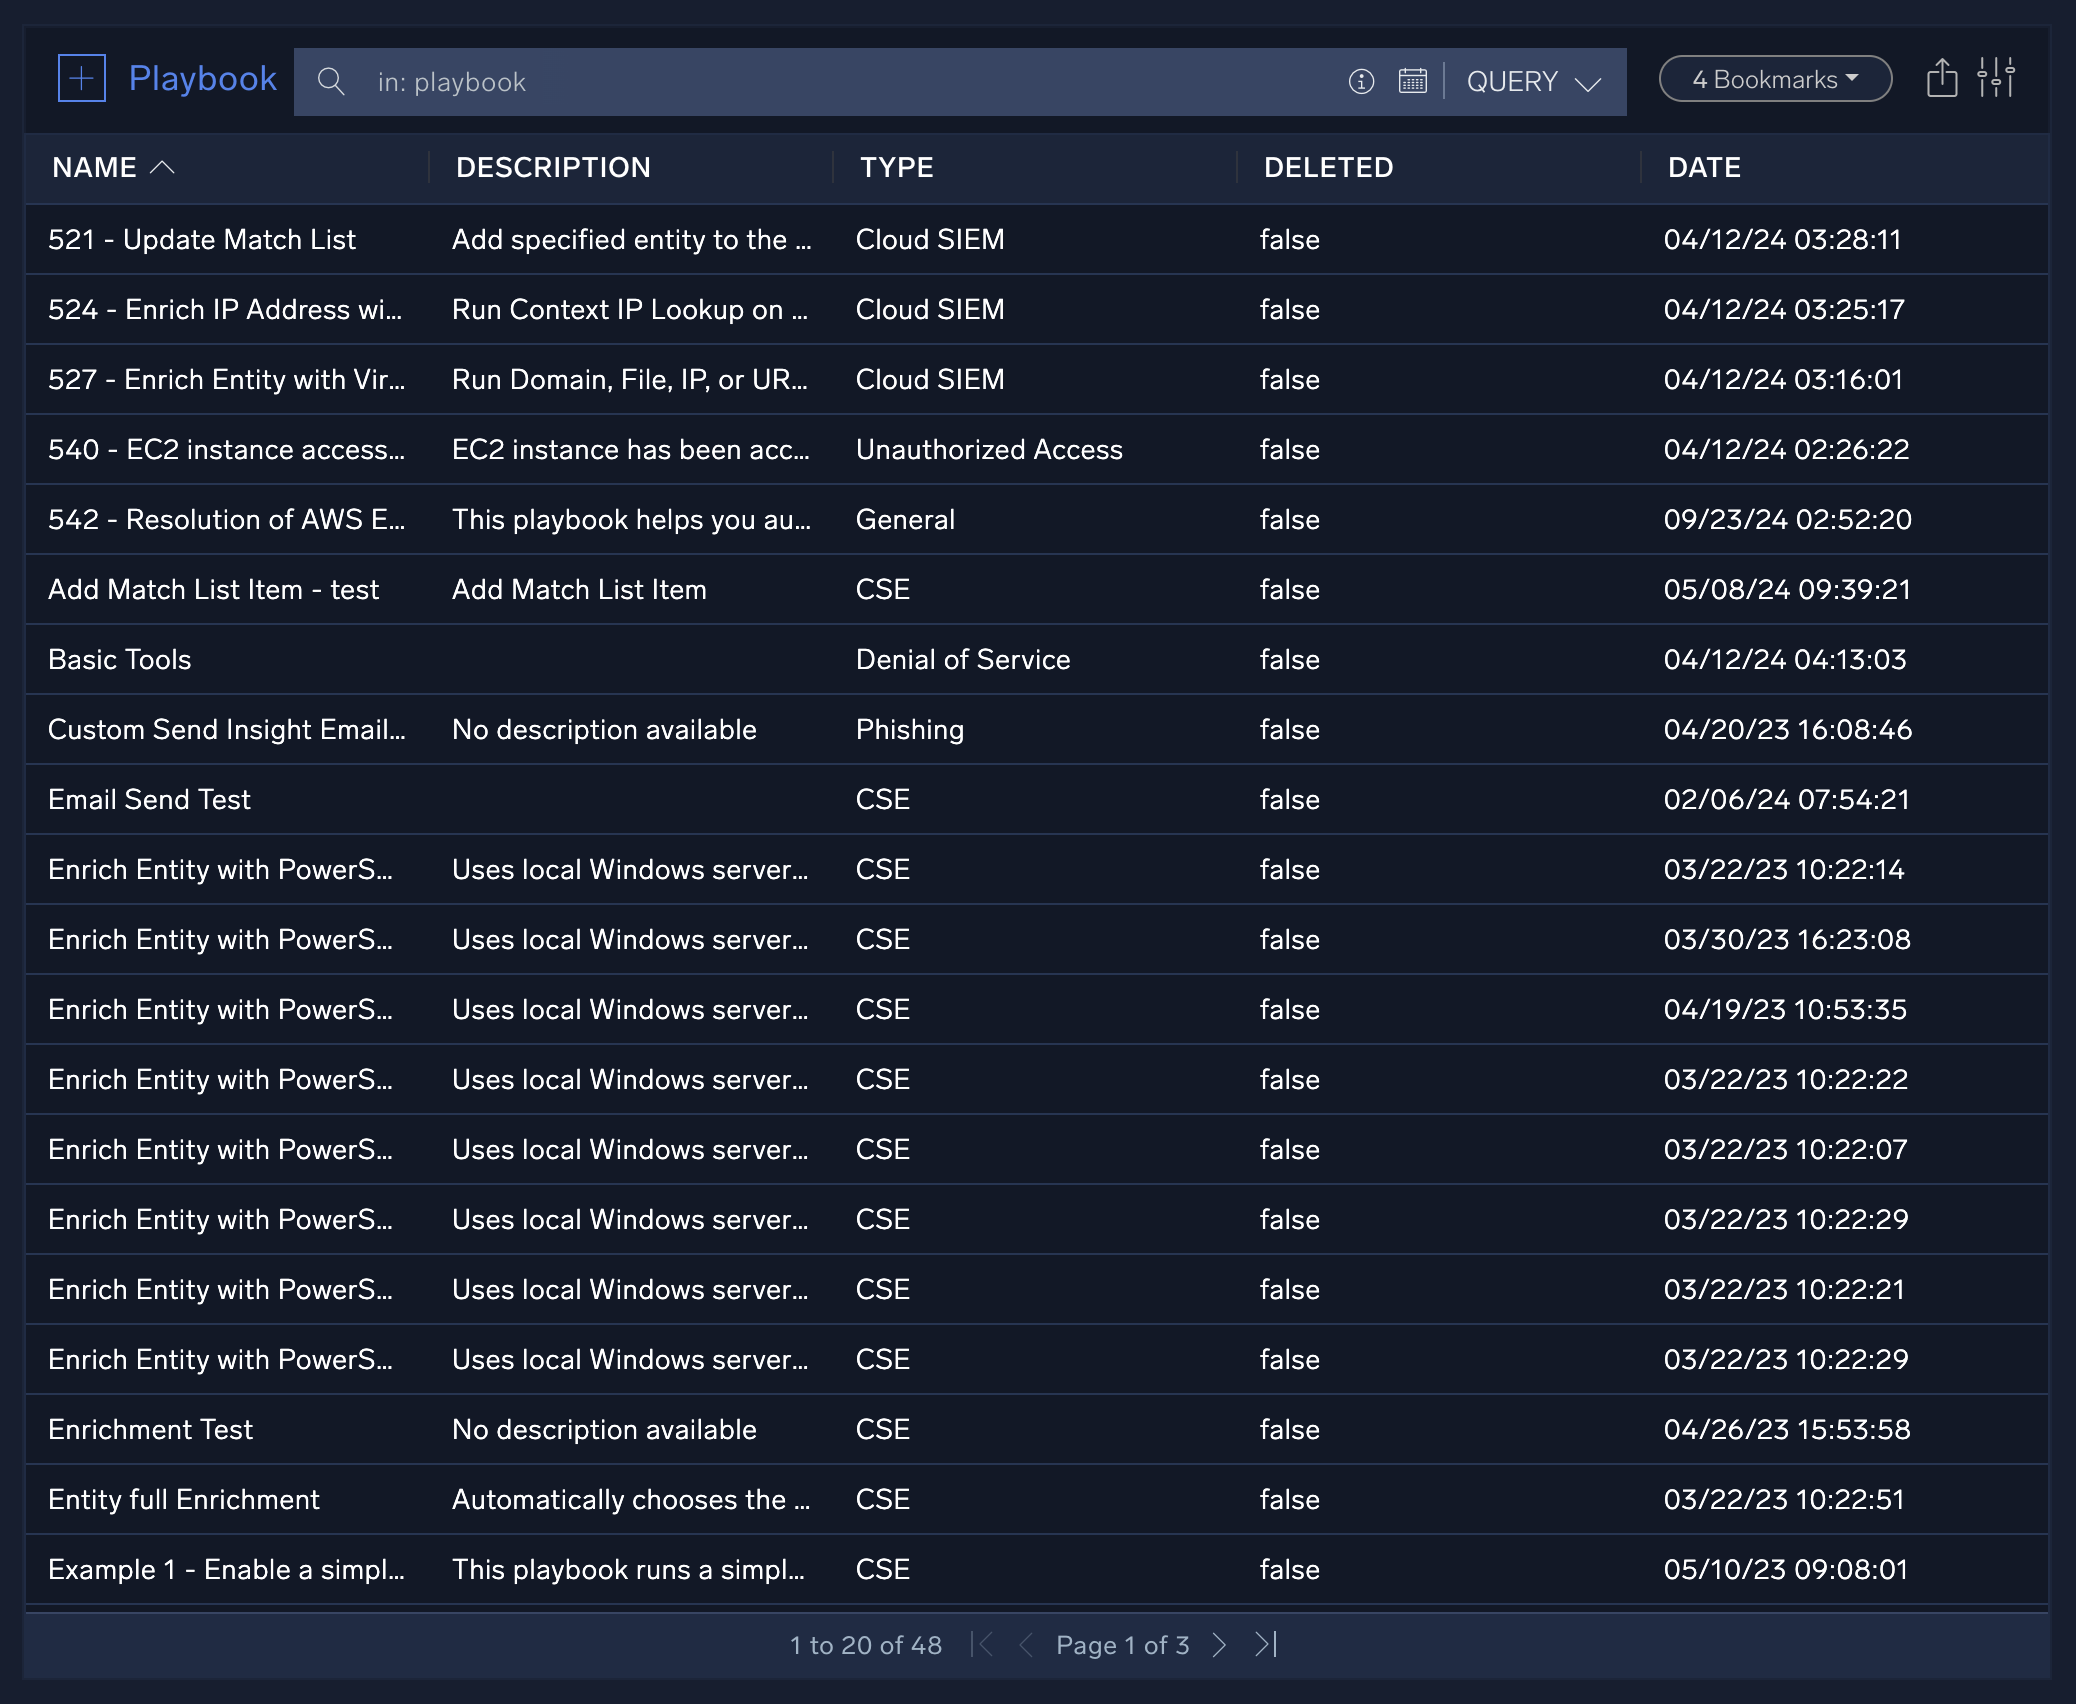 Playbook in: playbook QUERY 4 Bookmarks
NAME DESCRIPTION TYPE DELETED DATE
521 - Update Match List Add specified entity to the ... Cloud SIEM false 04/12/24 03:28:11
524 - Enrich IP Address wi... Run Context IP Lookup on ... Cloud SIEM false 04/12/24 03:25:17
527 - Enrich Entity with Vir... Run Domain, File, IP, or UR... Cloud SIEM false 04/12/24 03:16:01
540 - EC2 instance access... EC2 instance has been acc... Unauthorized Access false 04/12/24 02:26:22
542 - Resolution of AWS E... This playbook helps you au... General false 09/23/24 02:52:20
Add Match List Item - test Add Match List Item CSE false 05/08/24 09:39:21
Basic Tools Denial of Service false 04/12/24 04:13:03
Custom Send Insight Email... No description available Phishing false 04/20/23 16:08:46
Email Send Test CSE false 02/06/24 07:54:21
Enrich Entity with PowerS... Uses local Windows server... CSE false 03/22/23 10:22:14
Enrich Entity with PowerS... Uses local Windows server... CSE false 03/30/23 16:23:08
Enrich Entity with PowerS... Uses local Windows server... CSE false 04/19/23 10:53:35
Enrich Entity with PowerS... Uses local Windows server... CSE false 03/22/23 10:22:22
Enrich Entity with PowerS... Uses local Windows server... CSE false 03/22/23 10:22:07
Enrich Entity with PowerS... Uses local Windows server... CSE false 03/22/23 10:22:29
Enrich Entity with PowerS... Uses local Windows server... CSE false 03/22/23 10:22:21
Enrich Entity with PowerS... Uses local Windows server... CSE false 03/22/23 10:22:29
Enrichment Test No description available CSE false 04/26/23 15:53:58
Entity full Enrichment Automatically chooses the ... CSE false 03/22/23 10:22:51
Example 1 - Enable a simpl... This playbook runs a simpl... CSE false 05/10/23 09:08:01
1 to 20 of 48 Page 1 of 3